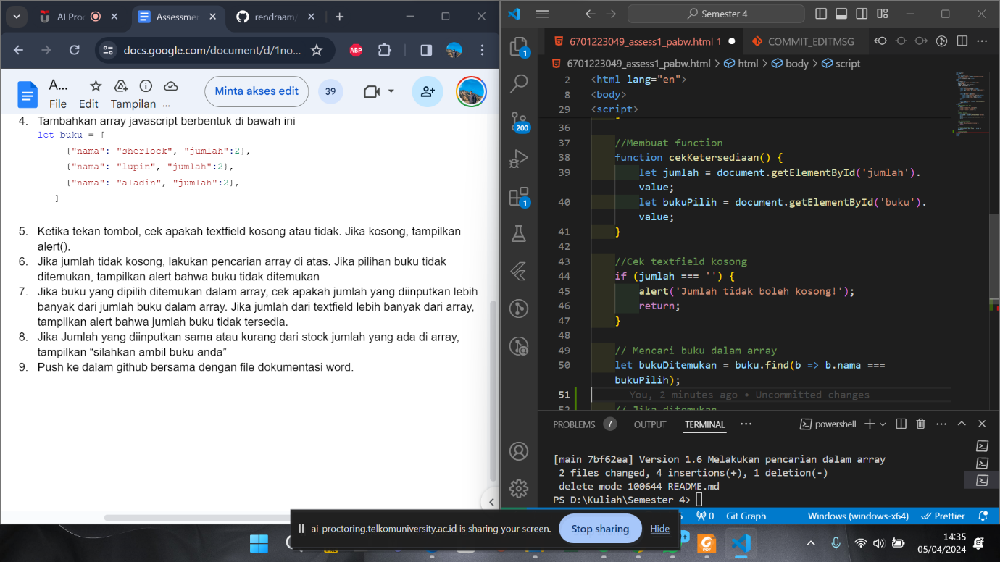 AI Proc
Assessmen
rendraam/
docs.google.com/document/d/1no...
ABP
A...
File Edit Tampilan ...
Minta akses edit
39
4. Tambahkan array javascript berbentuk di bawah ini
let buku = [
{"nama": "sherlock", "jumlah":2},
{"nama": "lupin", "jumlah":2},
{"nama": "aladin", "jumlah":2},
]
5. Ketika tekan tombol, cek apakah textfield kosong atau tidak. Jika kosong, tampilkan
alert().
6. Jika jumlah tidak kosong, lakukan pencarian array di atas. Jika pilihan buku tidak
ditemukan, tampilkan alert bahwa buku tidak ditemukan
7. Jika buku yang dipilih ditemukan dalam array, cek apakah jumlah yang diinputkan lebih
banyak dari jumlah buku dalam array. Jika jumlah dari textfield lebih banyak dari array,
tampilkan alert bahwa jumlah buku tidak tersedia.
8. Jika Jumlah yang diinputkan sama atau kurang dari stock jumlah yang ada di array,
tampilkan “silahkan ambil buku anda”
9. Push ke dalam github bersama dengan file dokumentasi word.
Semester 4
6701223049_assess1_pabw.html 1
COMMIT_EDITMSG
6701223049_assess1_pabw.html > html > body > script
1
200
1
2 <html lang="en">
8 <body>
29 <script>
36
37 //Membuat function
38 function cekKetersediaan() {
39 let jumlah = document.getElementById('jumlah').
value;
40 let bukuPilih = document.getElementById('buku').
value;
41 }
42
43 //Cek textfield kosong
44 if (jumlah === '') {
45 alert('Jumlah tidak boleh kosong!');
46 return;
47 }
48
49 // Mencari buku dalam array
50 let bukuDitemukan = buku.find(b => b.nama ===
bukuPilih);
51 You, 2 minutes ago • Uncommitted changes
52 // Jika ditemukan
PROBLEMS 7 OUTPUT TERMINAL ... powershell
[main 7bf62ea] Version 1.6 Melakukan pencarian dalam array
2 files changed, 4 insertions(+), 1 deletion(-)
delete mode 100644 README.md
PS D:\Kuliah\Semester 4>
0 Git Graph Windows (windows-x64) Prettier
ai-proctoring.telkomuniversity.ac.id is sharing your screen. Stop sharing Hide
PDF
14:35
05/04/2024